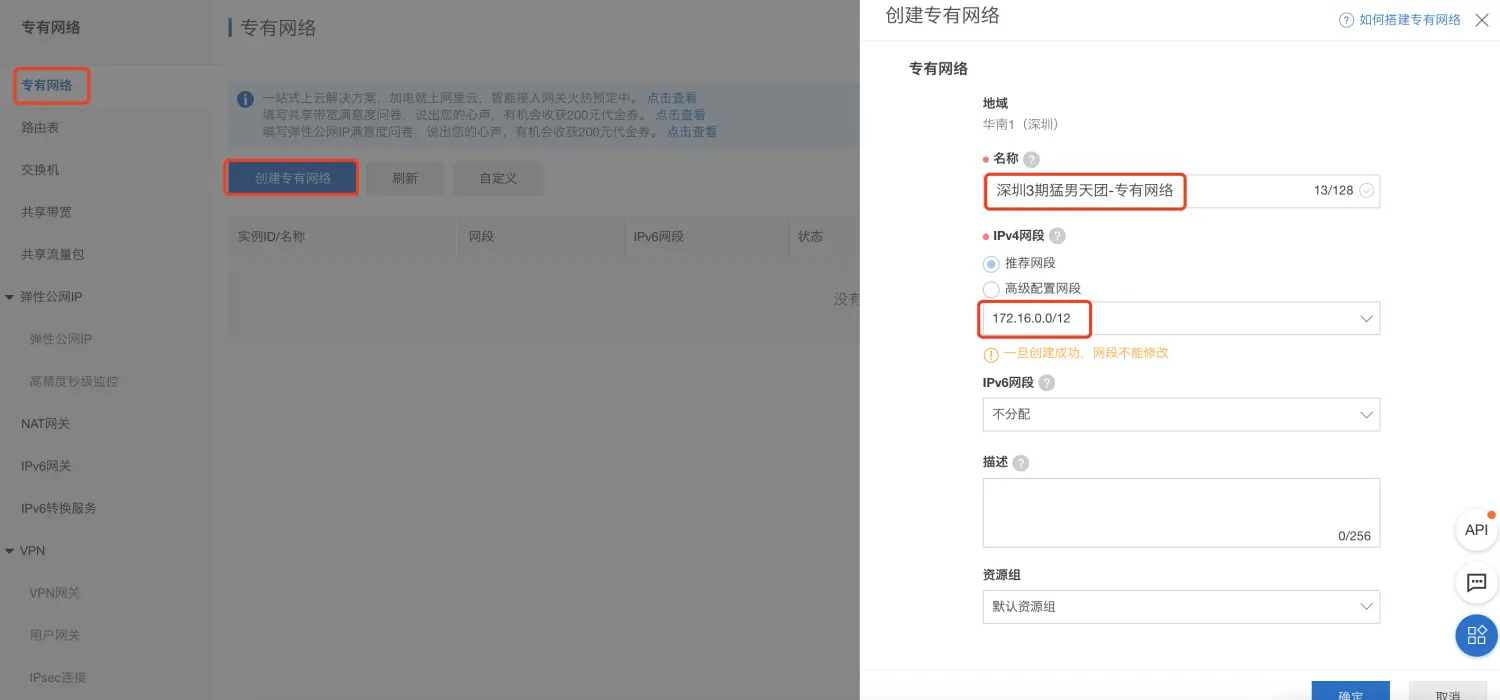 专有网络
专有网络
路由表
交换机
共享带宽
共享流量包
弹性公网IP
弹性公网IP
高精度秒级监控
NAT网关
IPv6网关
IPv6转换服务
VPN
VPN网关
用户网关
IPsec连接
专有网络
一站式上云解决方案，加电就上阿里云，智能接入网关火热预定中。 点击查看
填写共享带宽满意度问卷，说出您的心声，有机会收获200元代金券。 点击查看
填写弹性公网IP满意度问卷，说出您的心声，有机会收获200元代金券。 点击查看
创建专有网络 刷新 自定义
实例ID/名称 网段 IPv6网段 状态
没有
创建专有网络 如何搭建专有网络
专有网络
地域
华南1（深圳）
名称
深圳3期猛男天团-专有网络 13/128
IPv4网段
推荐网段
高级配置网段
172.16.0.0/12
一旦创建成功，网段不能修改
IPv6网段
不分配
描述
0/256
资源组
默认资源组
API
确定 取消